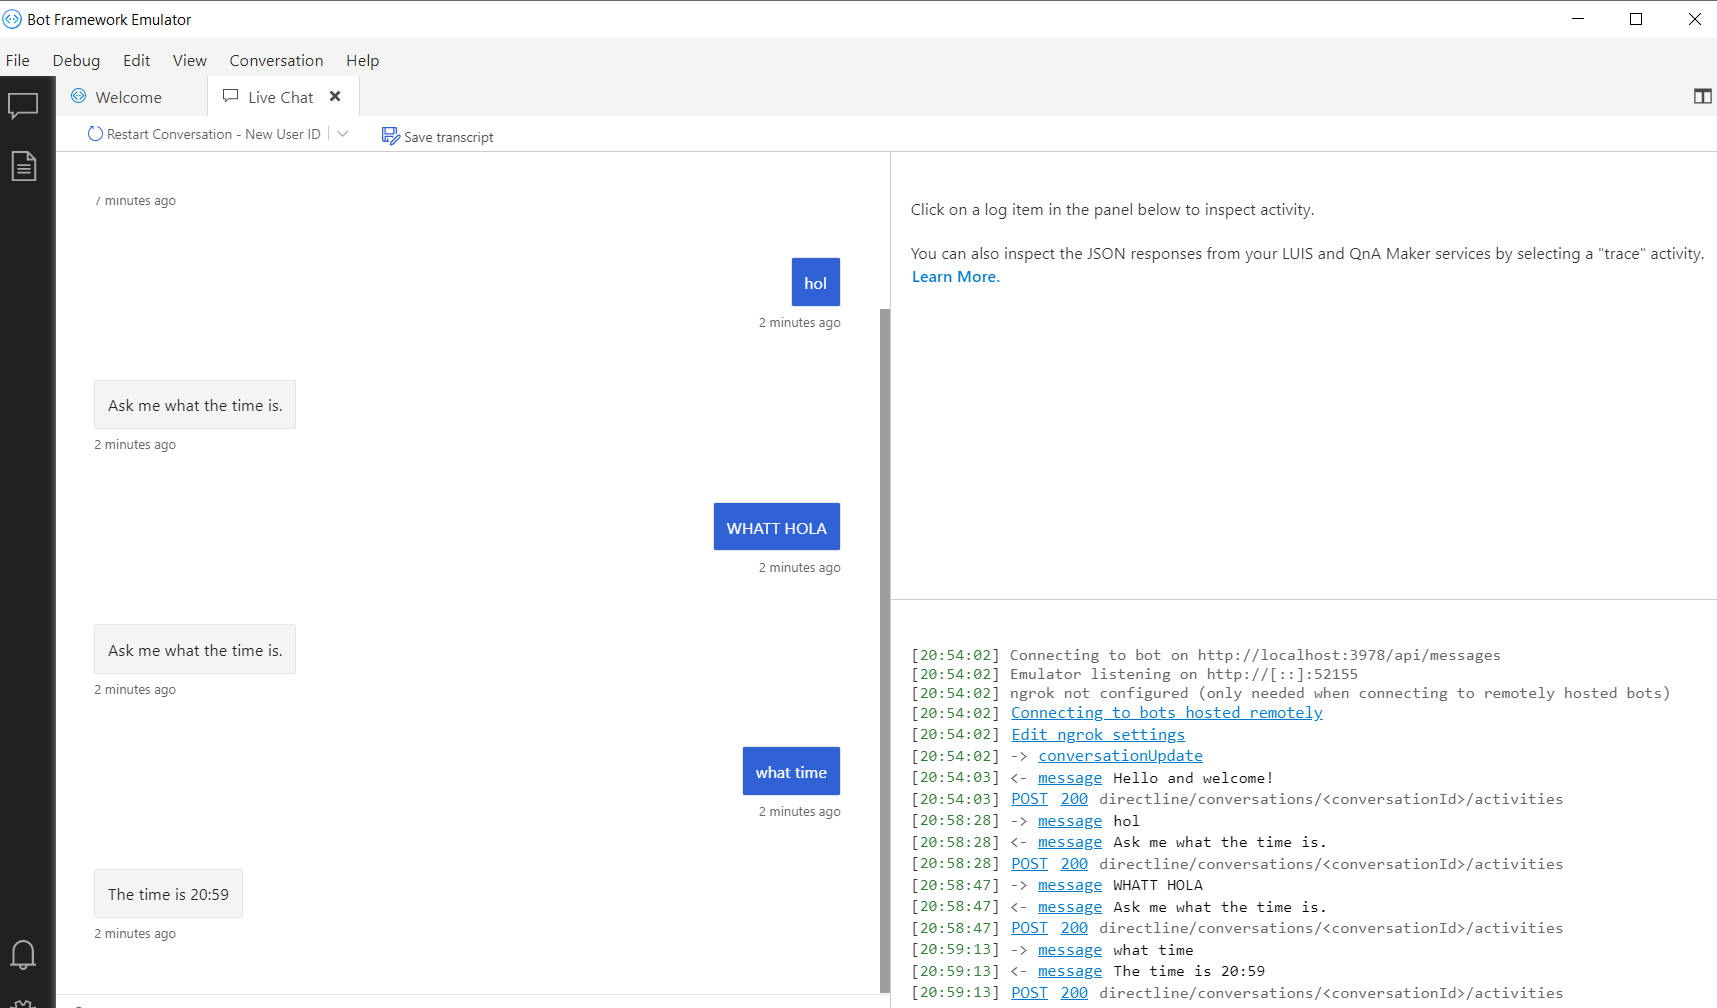 Bot Framework Emulator
File Debug Edit View Conversation Help
Welcome
Live Chat
Restart Conversation - New User ID
Save transcript
7 minutes ago
hol
2 minutes ago
Ask me what the time is.
2 minutes ago
WHATT HOLA
2 minutes ago
Ask me what the time is.
2 minutes ago
what time
2 minutes ago
The time is 20:59
2 minutes ago
Click on a log item in the panel below to inspect activity.
You can also inspect the JSON responses from your LUIS and QnA Maker services by selecting a "trace" activity.
Learn More.
[20:54:02] Connecting to bot on http://localhost:3978/api/messages
[20:54:02] Emulator listening on http://[::]:52155
[20:54:02] ngrok not configured (only needed when connecting to remotely hosted bots)
[20:54:02] Connecting to bots hosted remotely
[20:54:02] Edit ngrok settings
[20:54:02] -> conversationUpdate
[20:54:03] <- message Hello and welcome!
[20:54:03] POST 200 directline/conversations/<conversationId>/activities
[20:58:28] -> message hol
[20:58:28] <- message Ask me what the time is.
[20:58:28] POST 200 directline/conversations/<conversationId>/activities
[20:58:47] -> message WHATT HOLA
[20:58:47] <- message Ask me what the time is.
[20:58:47] POST 200 directline/conversations/<conversationId>/activities
[20:59:13] -> message what time
[20:59:13] <- message The time is 20:59
[20:59:13] POST 200 directline/conversations/<conversationId>/activities